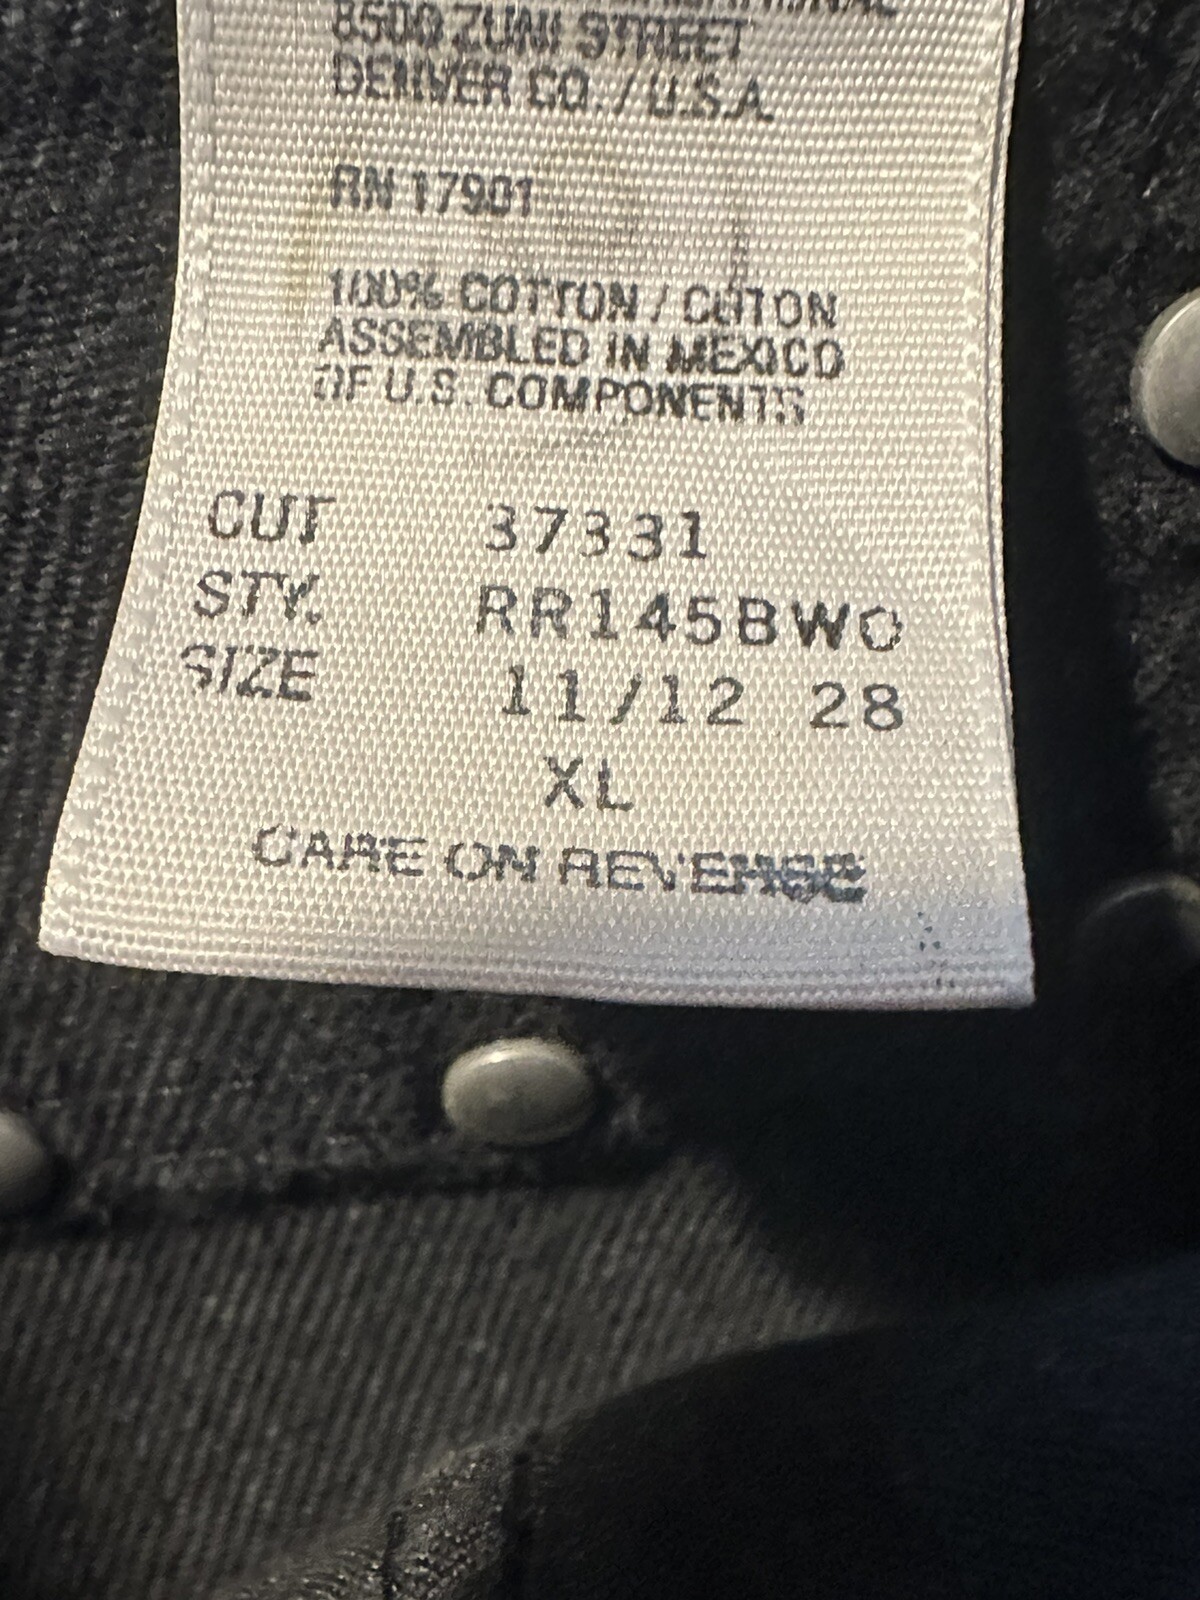 8500 ZUNI STREET
DENVER CO. / U.S.A.
RN 17901
100% COTTON / COTON
ASSEMBLED IN MEXICO
OF U.S. COMPONENTS
CUT 37331
STY. RR145BWO
SIZE 11/12 28
XL
CARE ON REVERSE